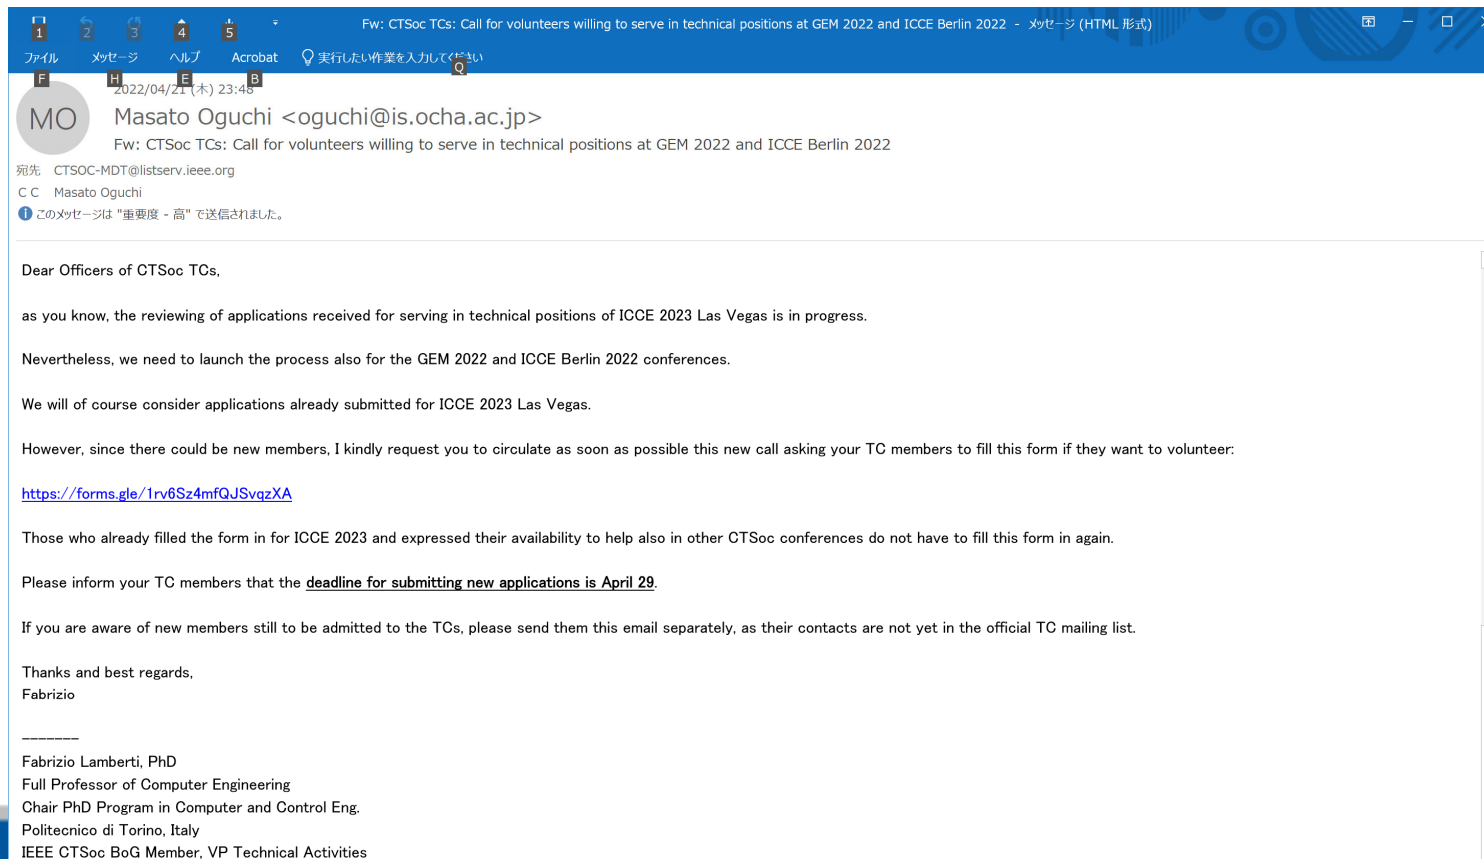 1 2 3 4 5 Fw: CTSoc TCs: Call for volunteers willing to serve in technical positions at GEM 2022 and ICCE Berlin 2022 - メッセージ (HTML 形式)
ファイル メッセージ ヘルプ Acrobat 実行したい作業を入力してください
F H E B Q
2022/04/21 (木) 23:48
MO
Masato Oguchi <oguchi@is.ocha.ac.jp>
Fw: CTSoc TCs: Call for volunteers willing to serve in technical positions at GEM 2022 and ICCE Berlin 2022
宛先 CTSOC-MDT@listserv.ieee.org
C C Masato Oguchi
このメッセージは "重要度 - 高" で送信されました。
Dear Officers of CTSoc TCs,
as you know, the reviewing of applications received for serving in technical positions of ICCE 2023 Las Vegas is in progress.
Nevertheless, we need to launch the process also for the GEM 2022 and ICCE Berlin 2022 conferences.
We will of course consider applications already submitted for ICCE 2023 Las Vegas.
However, since there could be new members, I kindly request you to circulate as soon as possible this new call asking your TC members to fill this form if they want to volunteer:
https://forms.gle/1rv6Sz4mfQJSvqzXA
Those who already filled the form in for ICCE 2023 and expressed their availability to help also in other CTSoc conferences do not have to fill this form in again.
Please inform your TC members that the deadline for submitting new applications is April 29.
If you are aware of new members still to be admitted to the TCs, please send them this email separately, as their contacts are not yet in the official TC mailing list.
Thanks and best regards,
Fabrizio
-------
Fabrizio Lamberti, PhD
Full Professor of Computer Engineering
Chair PhD Program in Computer and Control Eng.
Politecnico di Torino, Italy
IEEE CTSoc BoG Member, VP Technical Activities